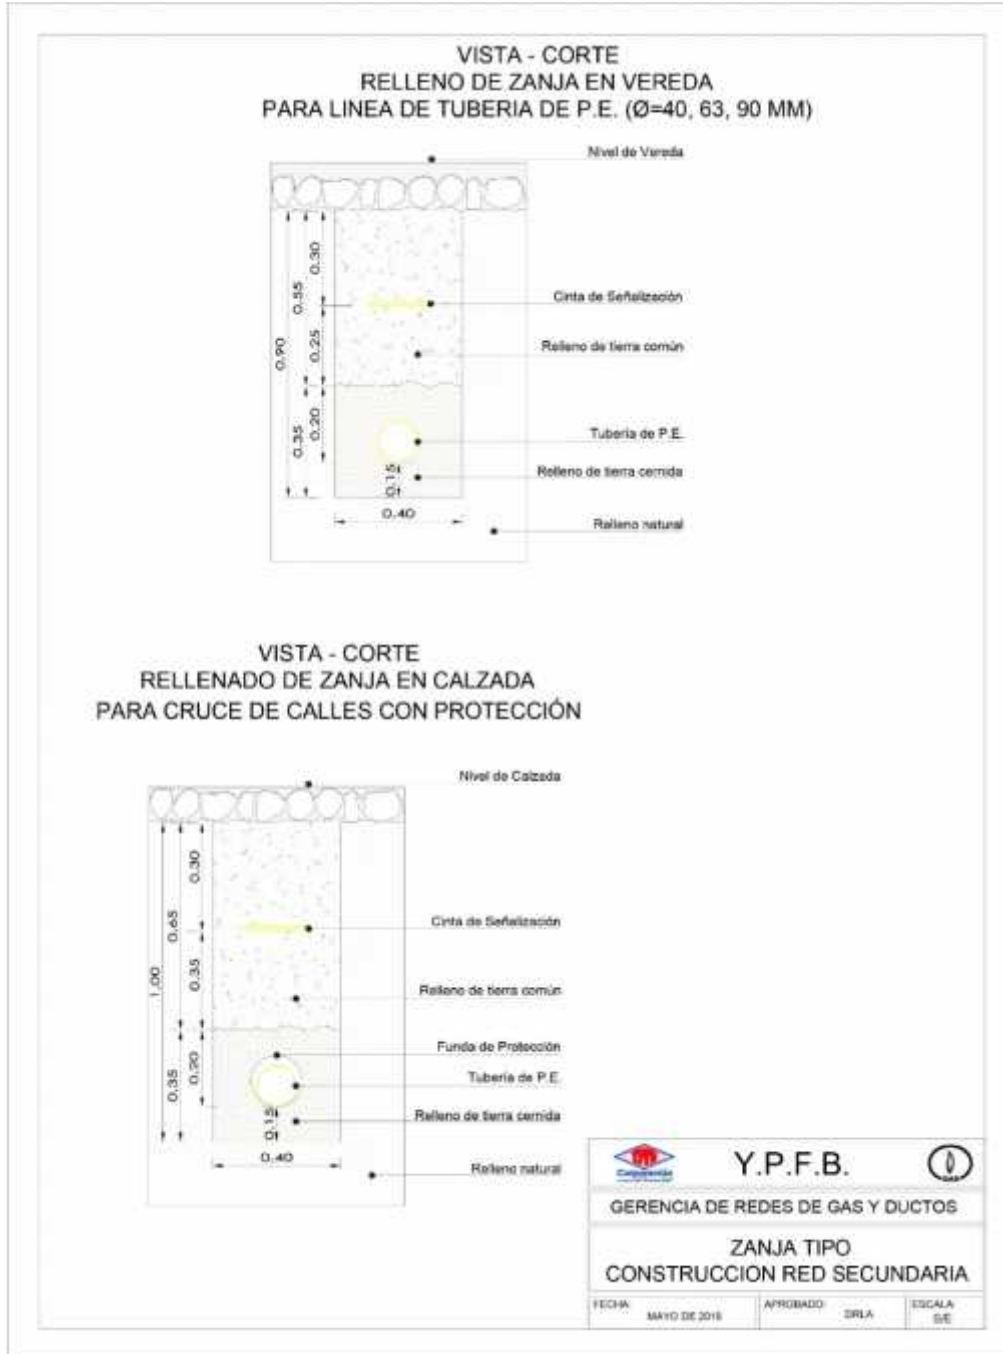 VISTA - CORTE
RELLENO DE ZANJA EN VEREDA
PARA LINEA DE TUBERIA DE P.E. (Ø=40, 63, 90 MM)
Nivel de Vereda
0.30
0.55
Cinta de Señalización
0.25
Relleno de tierra común
0.90
0.20
0.35
Tubería de P.E.
0.15
Relleno de tierra cernida
0.40
Relleno natural
VISTA - CORTE
RELLENADO DE ZANJA EN CALZADA
PARA CRUCE DE CALLES CON PROTECCIÓN
Nivel de Calzada
0.30
0.65
Cinta de Señalización
0.35
1.00
Relleno de tierra común
Funda de Protección
0.20
0.35
Tubería de P.E.
0.15
Relleno de tierra cernida
0.40
Relleno natural
Y.P.F.B.
GAS
GERENCIA DE REDES DE GAS Y DUCTOS
ZANJA TIPO
CONSTRUCCION RED SECUNDARIA
FECHA:
MAYO DE
APROBADO:
DRLA
ESCALA:
S/E